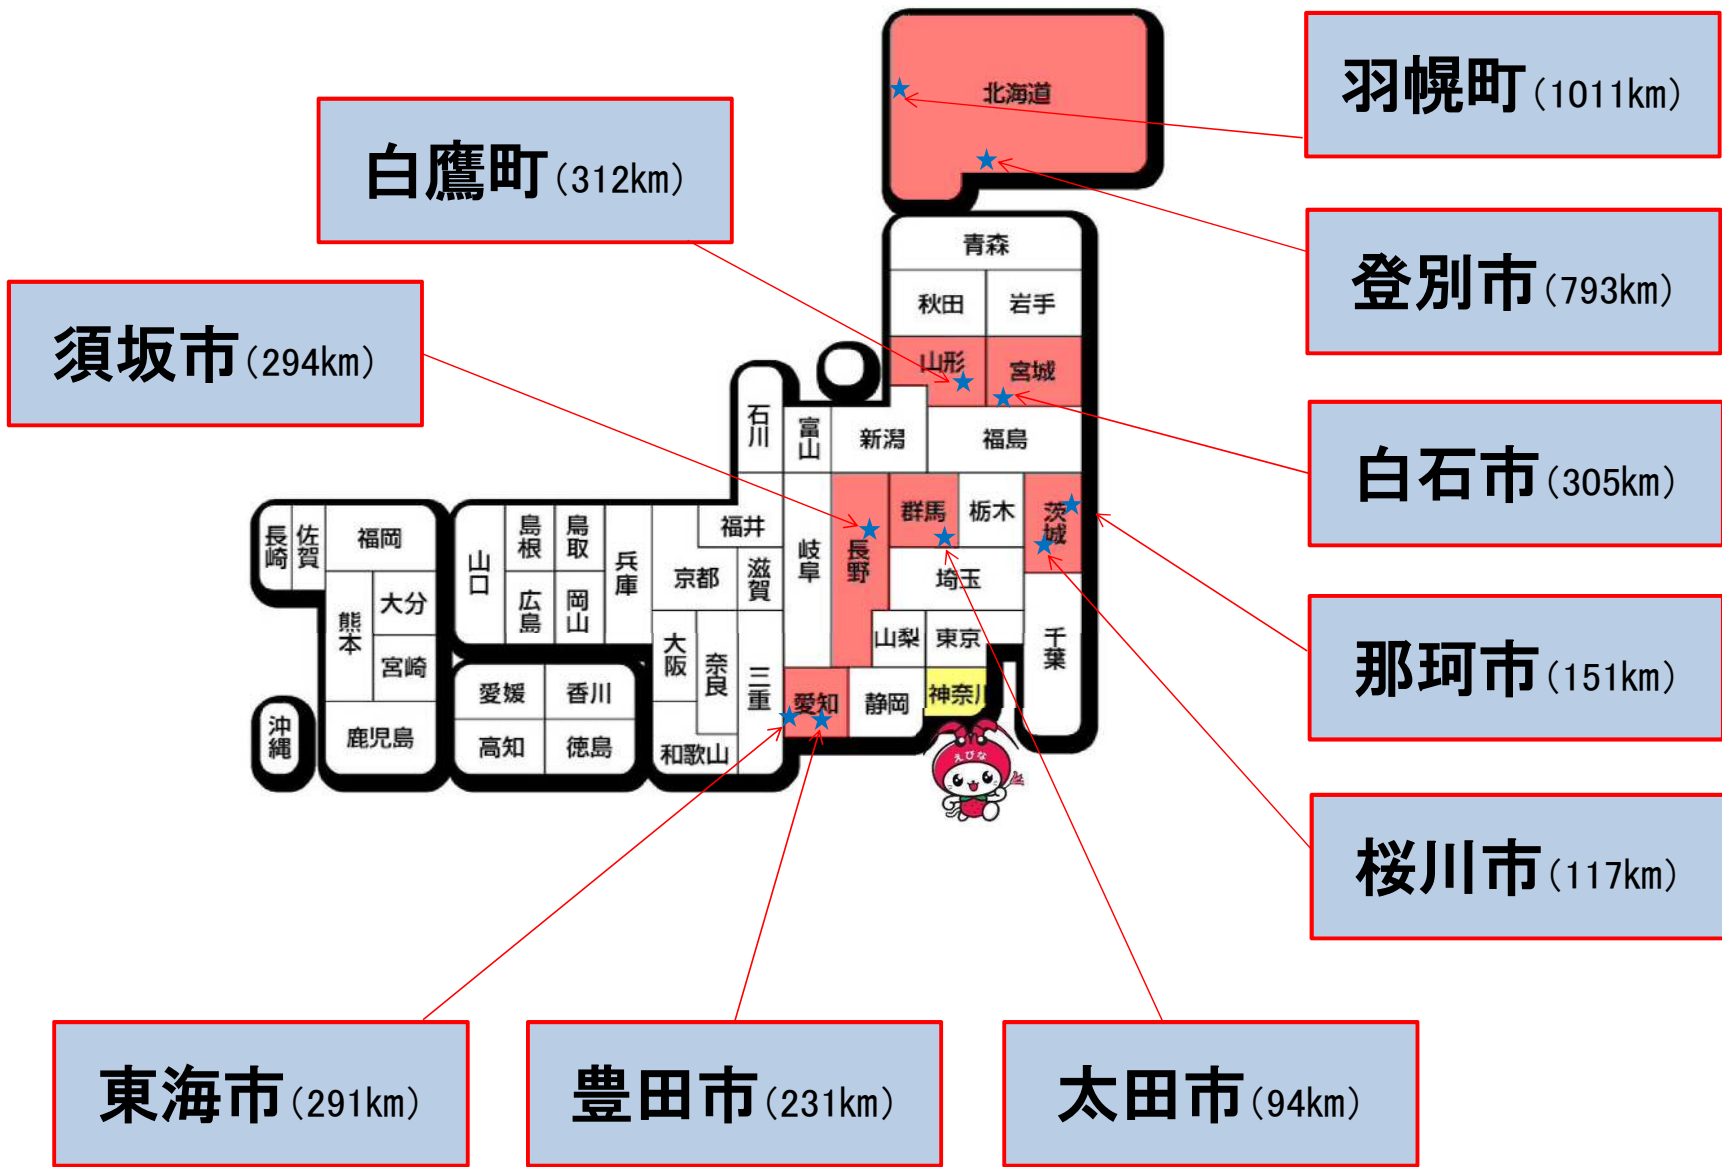 羽幌町(1011km)
北海道
白鷹町(312km)
登別市(793km)
青森
秋田
岩手
須坂市(294km)
山形
宮城
石川
富山
新潟
福島
白石市(305km)
群馬
栃木
茨城
長崎
佐賀
福岡
山口
島根
鳥取
兵庫
福井
京都
滋賀
岐阜
長野
埼玉
熊本
大分
広島
岡山
宮崎
大阪
奈良
三重
山梨
東京
千葉
那珂市(151km)
愛媛
香川
愛知
静岡
神奈川
沖縄
鹿児島
高知
徳島
和歌山
えびな
桜川市(117km)
東海市(291km)
豊田市(231km)
太田市(94km)